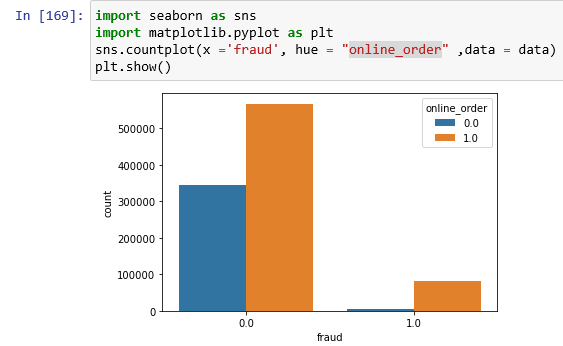 In [169]: import seaborn as sns
import matplotlib.pyplot as plt
sns.countplot(x ='fraud', hue = "online_order" ,data = data)
plt.show()
online_order
0.0
1.0
500000
400000
300000
200000
100000
0
count
0.0 1.0
fraud